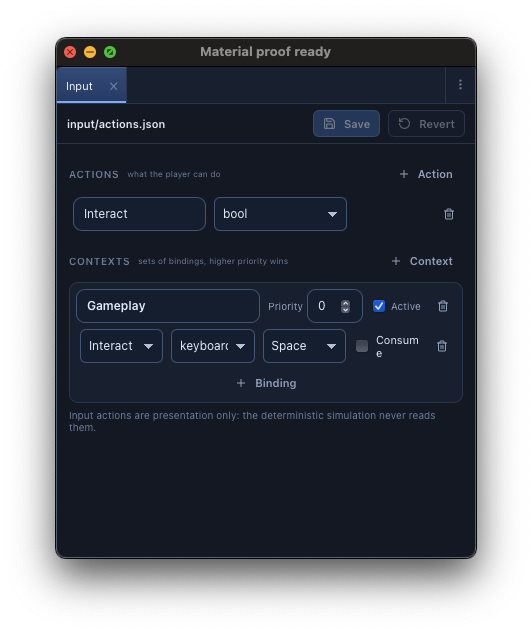 Material proof ready
Input
input/actions.json
Save
Revert
ACTIONS what the player can do
Action
Interact
bool
CONTEXTS sets of bindings, higher priority wins
Context
Gameplay
Priority
0
Active
Interact
keyboard
Space
Consum
e
Binding
Input actions are presentation only: the deterministic simulation never reads
them.